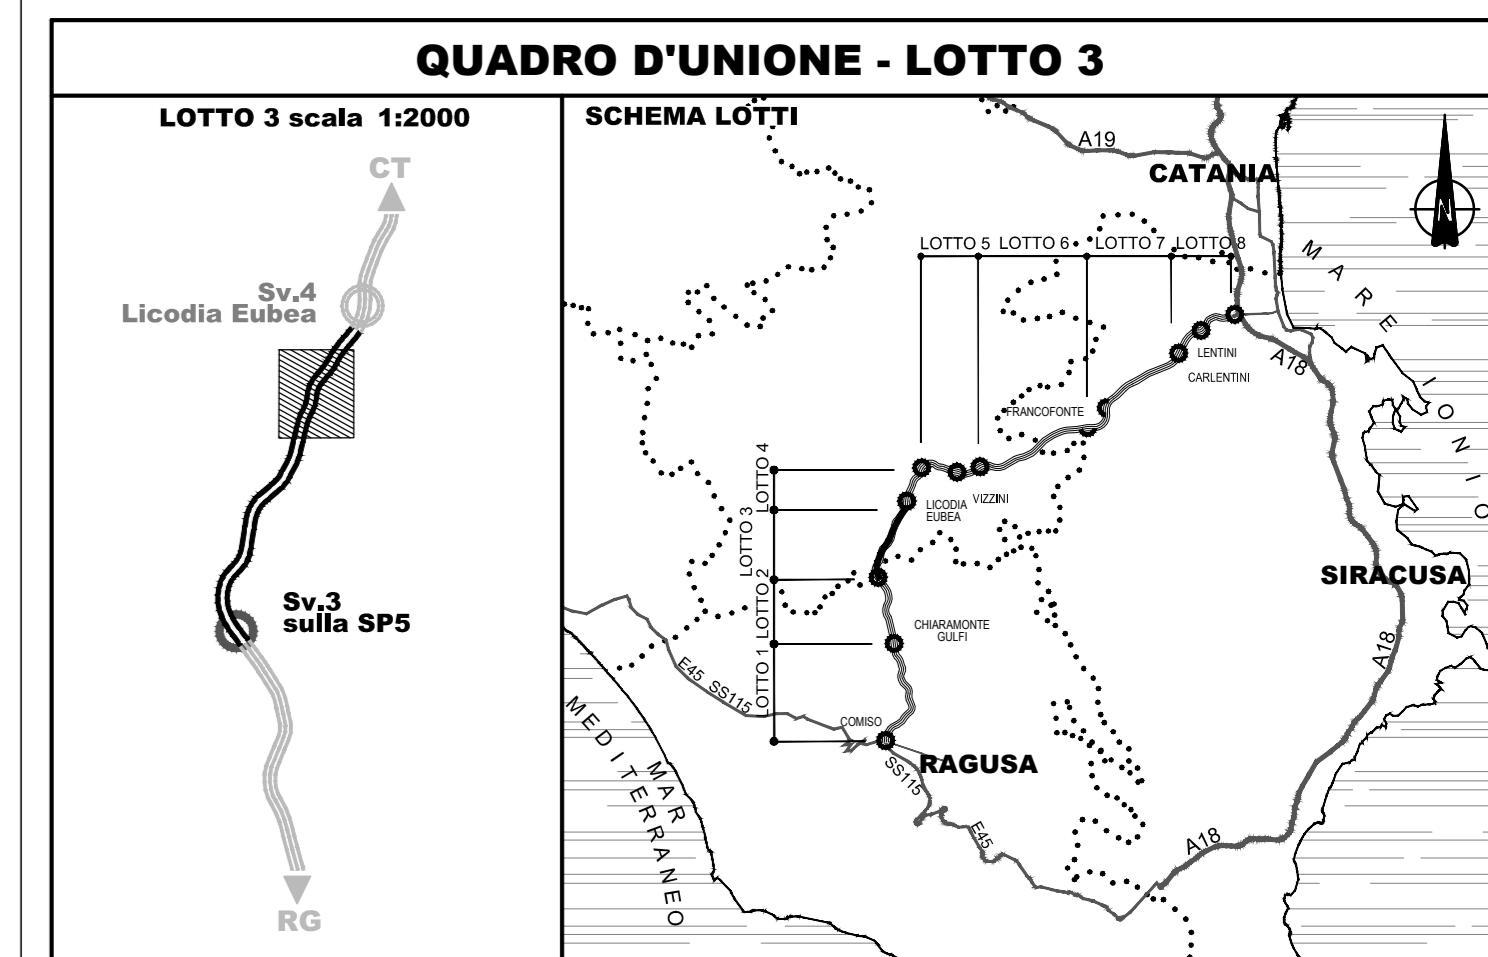 QUADRO D'UNIONE - LOTTO 3
LOTTO 3 scala 1:2000
CT
Sv.4
Licodia Eubea
Sv.3
sulla SP5
RG
SCHEMA LOTTI
A19
CATANIA
N
LOTTO 5
LOTTO 6
LOTTO 7
LOTTO 8
MARE
IONIO
LENTINI
A18
CARLENTINI
FRANCOFONTE
LOTTO 4
VIZZINI
LICODIA
EUBEA
LOTTO 3
SIRACUSA
LOTTO 2
CHIARAMONTE
GULFI
LOTTO 1
E45 SS115
A18
COMISO
RAGUSA
SS115
MAR
MEDITERRANEO
E45
A18